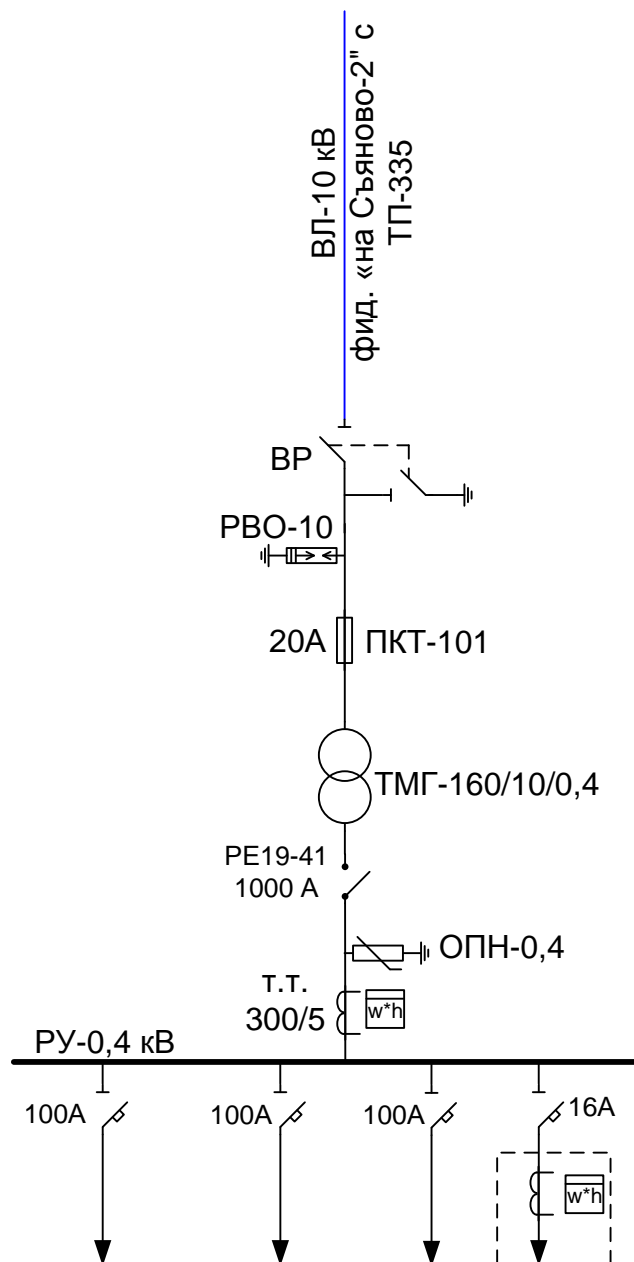 ВЛ-10 кВ
фид. «на Съяново-2" с
ТП-335
ВР
РВО-10
20А ПКТ-101
ТМГ-160/10/0,4
РЕ19-41
1000 А
ОПН-0,4
т.т.
300/5
w*h
РУ-0,4 кВ
100А 100А 100А 16А
w*h